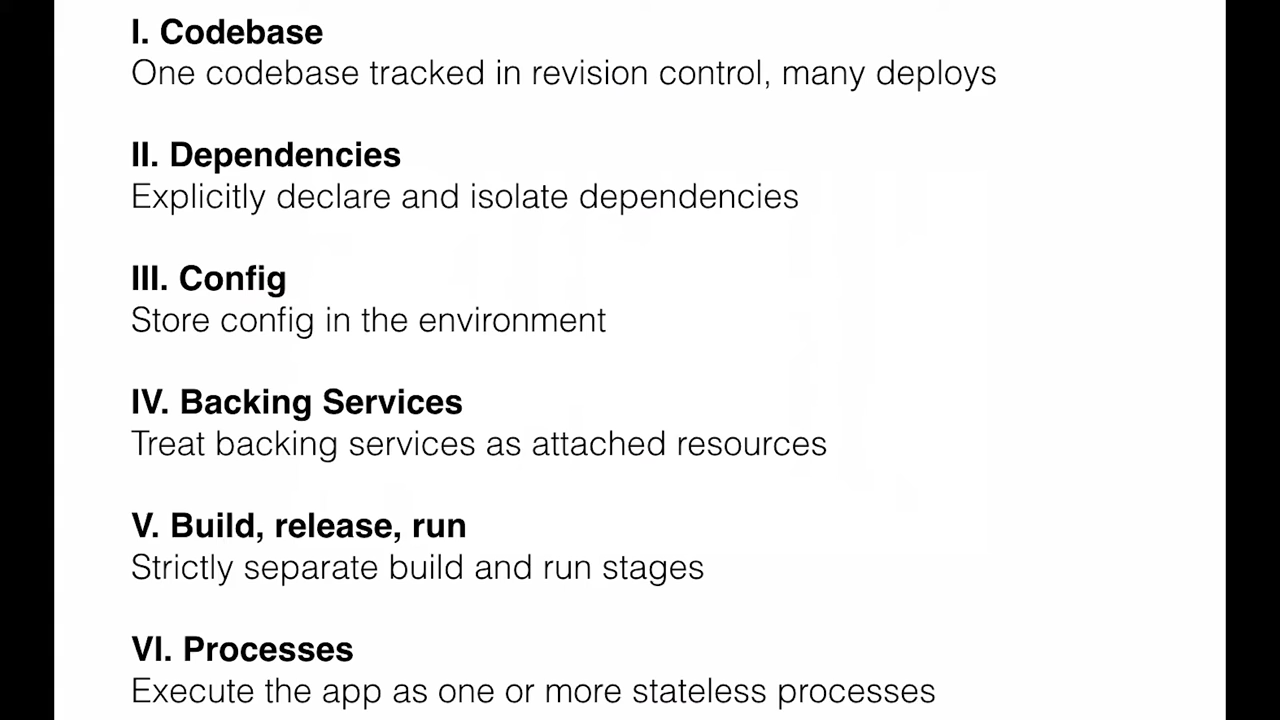 I. Codebase
One codebase tracked in revision control, many deploys
II. Dependencies
Explicitly declare and isolate dependencies
III. Config
Store config in the environment
IV. Backing Services
Treat backing services as attached resources
V. Build, release, run
Strictly separate build and run stages
VI. Processes
Execute the app as one or more stateless processes